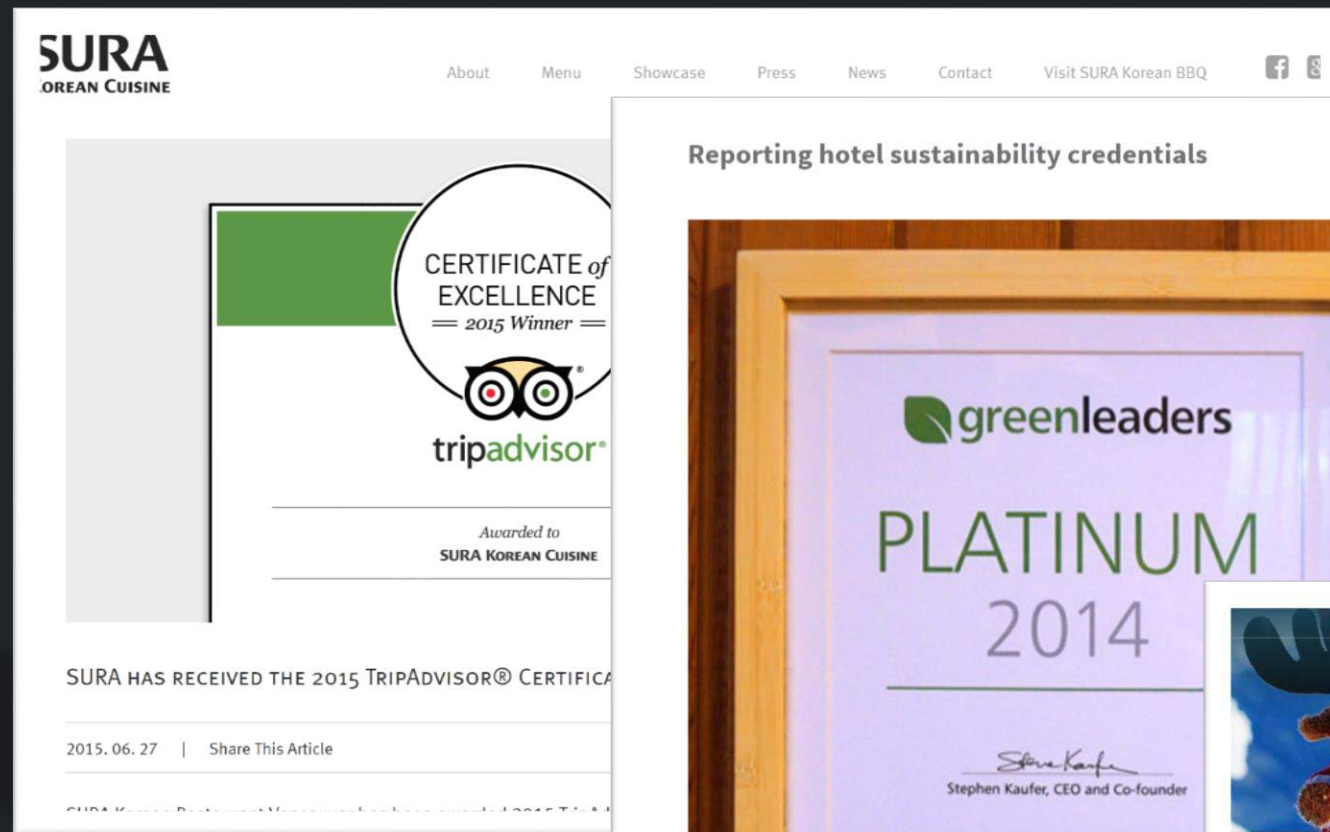 SURA
OREAN CUISINE
About Menu Showcase Press News Contact Visit SURA Korean BBQ
CERTIFICATE of
EXCELLENCE
2015 Winner
tripadvisor®
Awarded to
SURA KOREAN CUISINE
SURA HAS RECEIVED THE 2015 TRIPADVISOR® CERTIFICA
2015. 06. 27 | Share This Article
Reporting hotel sustainability credentials
greenleaders
PLATINUM
2014
Stephen Kaufer, CEO and Co-founder